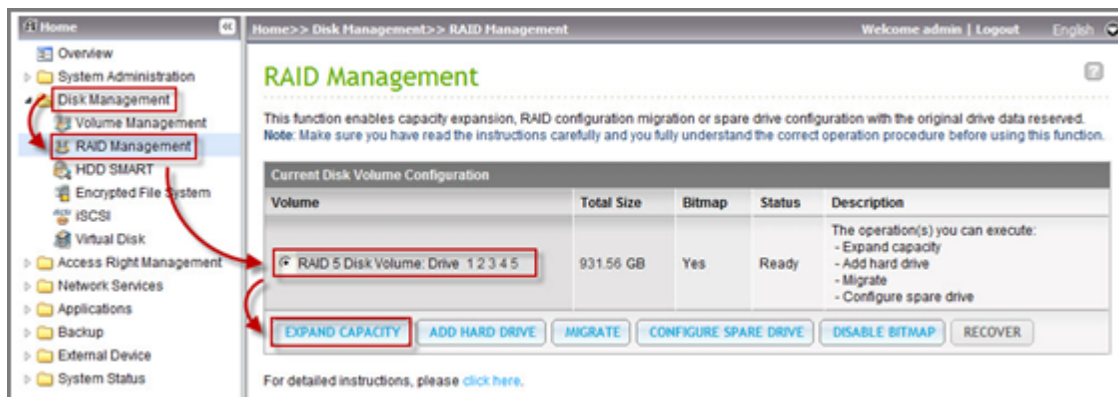 Home
Overview
System Administration
Disk Management
Volume Management
RAID Management
HDD SMART
Encrypted File System
iSCSI
Virtual Disk
Access Right Management
Network Services
Applications
Backup
External Device
System Status
Home>> Disk Management>> RAID Management
Welcome admin | Logout
English
RAID Management
This function enables capacity expansion, RAID configuration migration or spare drive configuration with the original drive data reserved.
Note: Make sure you have read the instructions carefully and you fully understand the correct operation procedure before using this function.
Current Disk Volume Configuration
Volume Total Size Bitmap Status Description
RAID 5 Disk Volume: Drive 1 2 3 4 5 931.56 GB Yes Ready
The operation(s) you can execute:
- Expand capacity
- Add hard drive
- Migrate
- Configure spare drive
EXPAND CAPACITY ADD HARD DRIVE MIGRATE CONFIGURE SPARE DRIVE DISABLE BITMAP RECOVER
For detailed instructions, please click here.